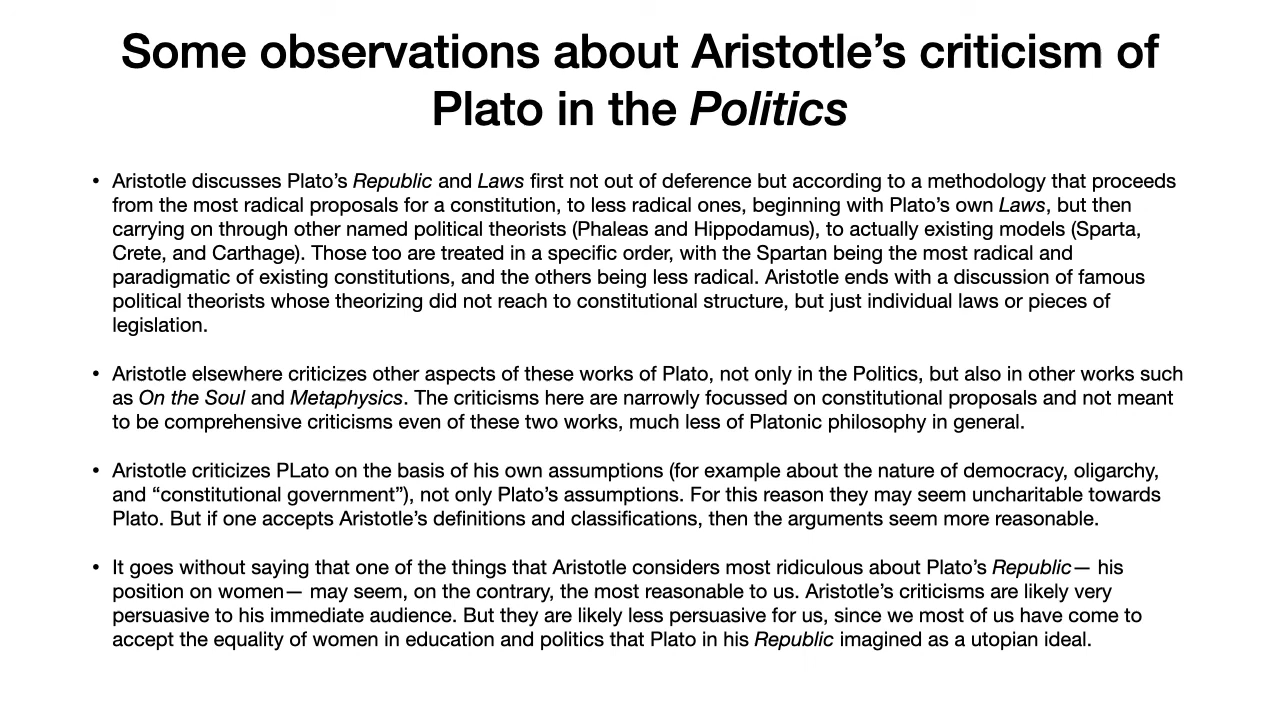 Some observations about Aristotle’s criticism of
Plato in the Politics
• Aristotle discusses Plato’s Republic and Laws first not out of deference but according to a methodology that proceeds
from the most radical proposals for a constitution, to less radical ones, beginning with Plato’s own Laws, but then
carrying on through other named political theorists (Phaleas and Hippodamus), to actually existing models (Sparta,
Crete, and Carthage). Those too are treated in a specific order, with the Spartan being the most radical and
paradigmatic of existing constitutions, and the others being less radical. Aristotle ends with a discussion of famous
political theorists whose theorizing did not reach to constitutional structure, but just individual laws or pieces of
legislation.
• Aristotle elsewhere criticizes other aspects of these works of Plato, not only in the Politics, but also in other works such
as On the Soul and Metaphysics. The criticisms here are narrowly focussed on constitutional proposals and not meant
to be comprehensive criticisms even of these two works, much less of Platonic philosophy in general.
• Aristotle criticizes PLato on the basis of his own assumptions (for example about the nature of democracy, oligarchy,
and “constitutional government”), not only Plato’s assumptions. For this reason they may seem uncharitable towards
Plato. But if one accepts Aristotle’s definitions and classifications, then the arguments seem more reasonable.
• It goes without saying that one of the things that Aristotle considers most ridiculous about Plato’s Republic— his
position on women— may seem, on the contrary, the most reasonable to us. Aristotle’s criticisms are likely very
persuasive to his immediate audience. But they are likely less persuasive for us, since we most of us have come to
accept the equality of women in education and politics that Plato in his Republic imagined as a utopian ideal.